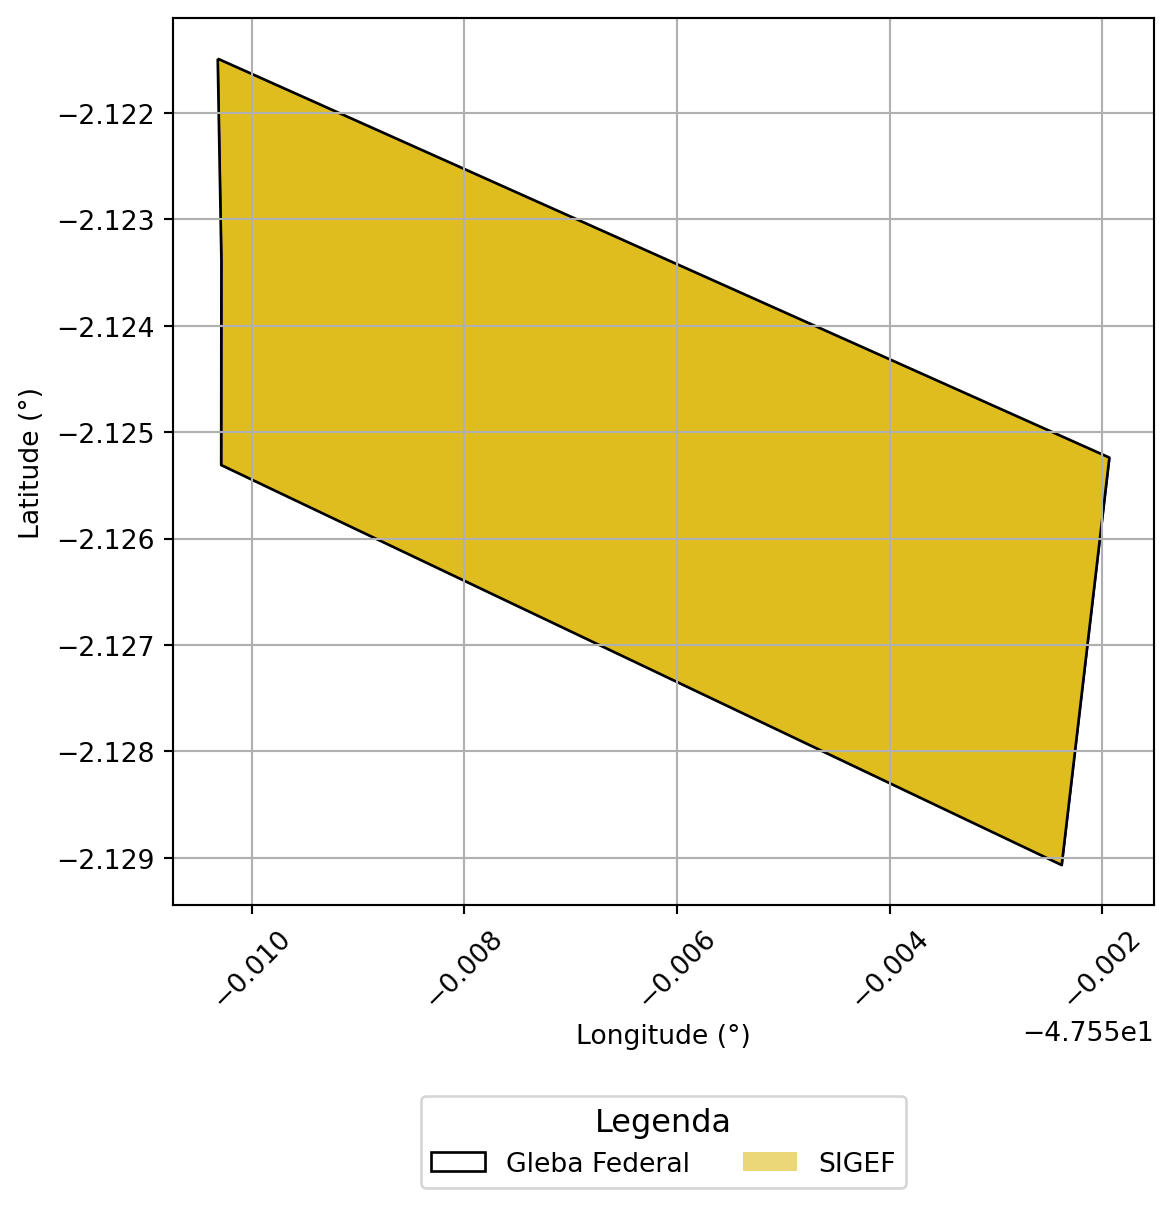 −2.122
−2.123
−2.124
−2.125
−2.126
−2.127
−2.128
−2.129
Latitude (°)
−0.010
−0.008
−0.006
−0.004
−0.002
−4.755e1
Longitude (°)
Legenda
Gleba Federal
SIGEF